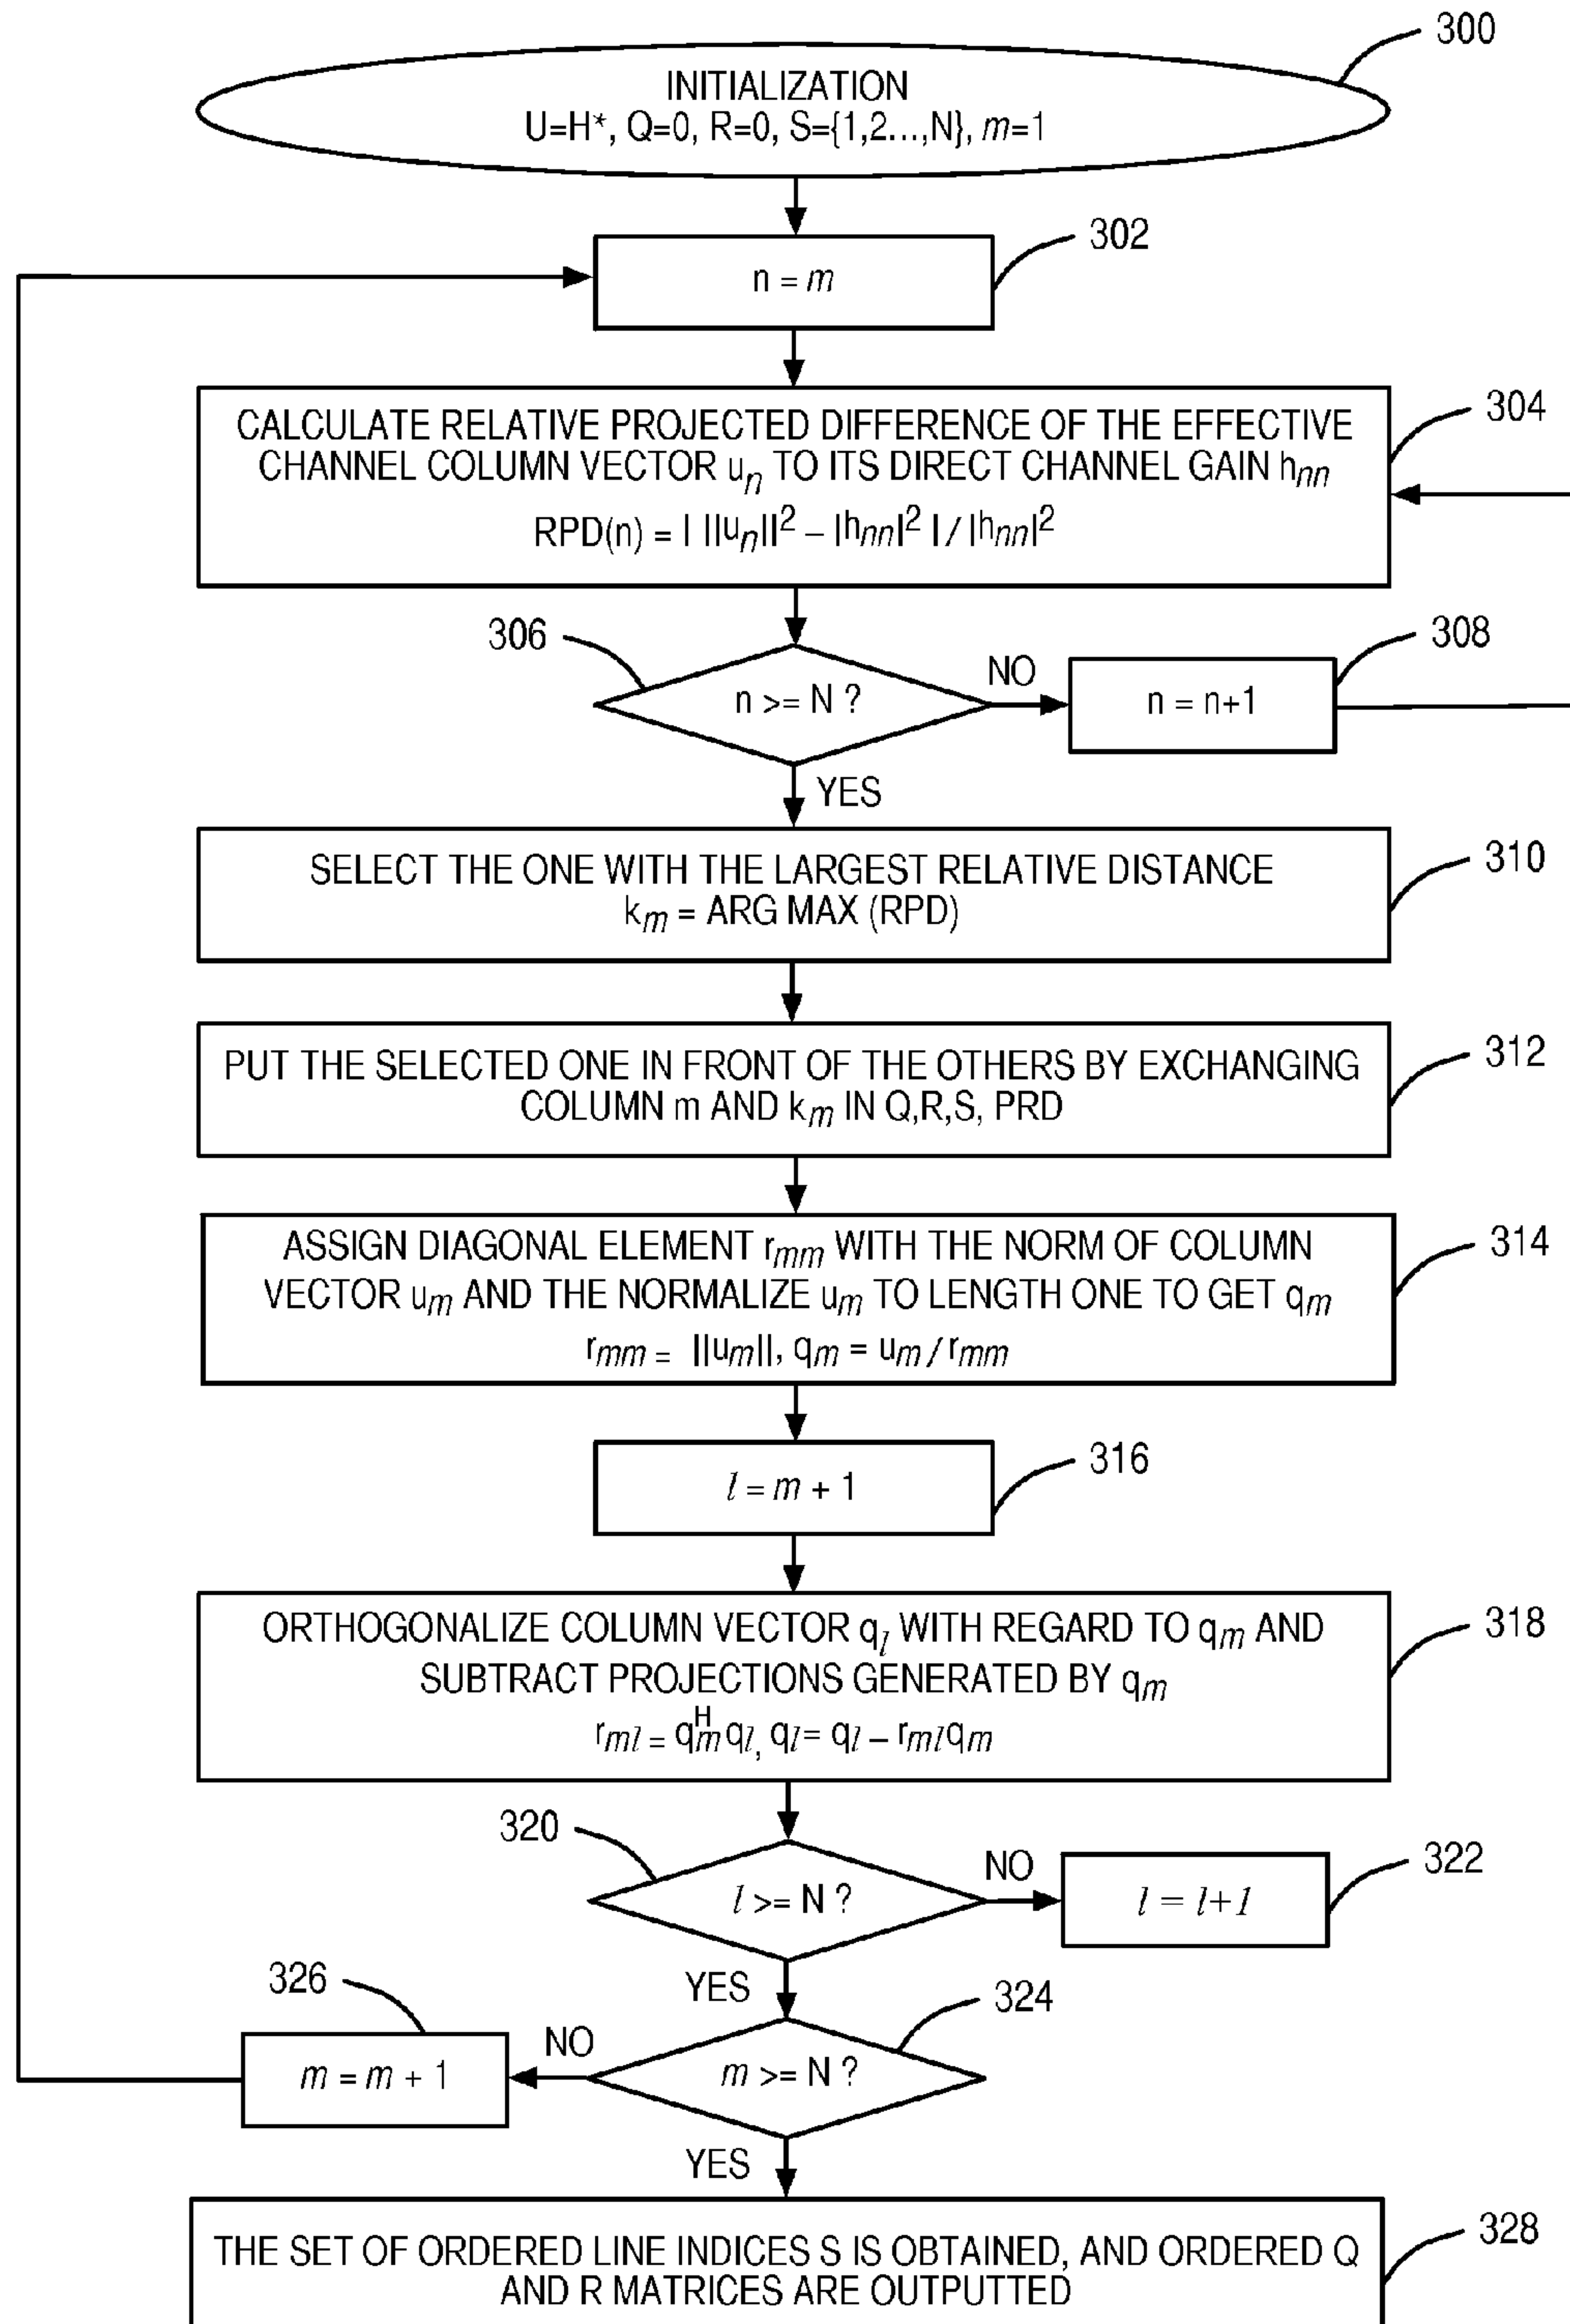 300
INITIALIZATION
U=H*, Q=0, R=0, S={1,2...,N}, m=1
302
n = m
304
CALCULATE RELATIVE PROJECTED DIFFERENCE OF THE EFFECTIVE
CHANNEL COLUMN VECTOR uₙ TO ITS DIRECT CHANNEL GAIN hₙₙ
RPD(n) = | ||uₙ||² – |hₙₙ|² | / |hₙₙ|²
306
n >= N ?
NO
308
n = n+1
YES
310
SELECT THE ONE WITH THE LARGEST RELATIVE DISTANCE
kₘ = ARG MAX (RPD)
312
PUT THE SELECTED ONE IN FRONT OF THE OTHERS BY EXCHANGING
COLUMN m AND kₘ IN Q,R,S, PRD
314
ASSIGN DIAGONAL ELEMENT rₘₘ WITH THE NORM OF COLUMN
VECTOR uₘ AND THE NORMALIZE uₘ TO LENGTH ONE TO GET qₘ
rₘₘ = ||uₘ||, qₘ = uₘ / rₘₘ
316
l = m + 1
318
ORTHOGONALIZE COLUMN VECTOR qₗ WITH REGARD TO qₘ AND
SUBTRACT PROJECTIONS GENERATED BY qₘ
rₘₗ = qₘᴴqₗ, qₗ = qₗ – rₘₗqₘ
320
l >= N ?
NO
322
l = l+1
YES
324
m >= N ?
NO
326
m = m + 1
YES
328
THE SET OF ORDERED LINE INDICES S IS OBTAINED, AND ORDERED Q
AND R MATRICES ARE OUTPUTTED